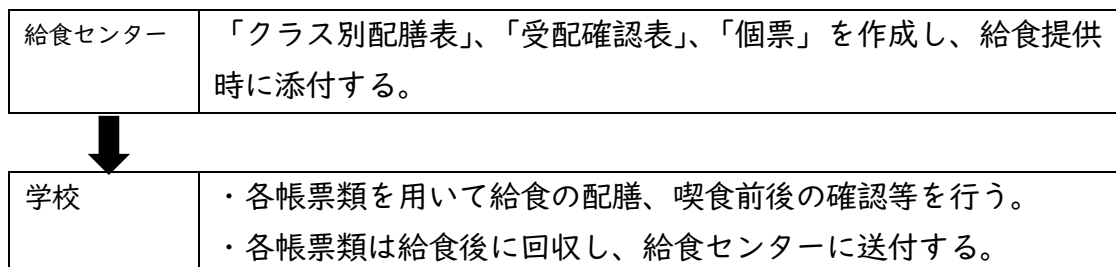 給食センター
「クラス別配膳表」、「受配確認表」、「個票」を作成し、給食提供
時に添付する。
学校
・各帳票類を用いて給食の配膳、喫食前後の確認等を行う。
・各帳票類は給食後に回収し、給食センターに送付する。